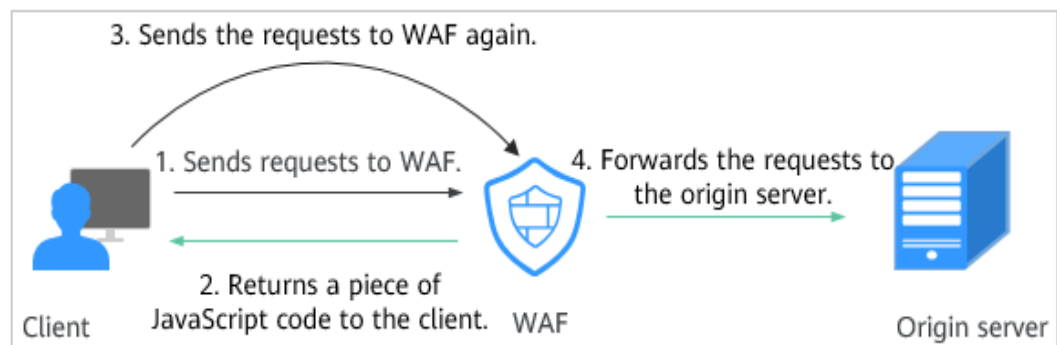 3. Sends the requests to WAF again.
1. Sends requests to WAF.
4. Forwards the requests to
the origin server.
2. Returns a piece of
JavaScript code to the client.
Client
WAF
Origin server